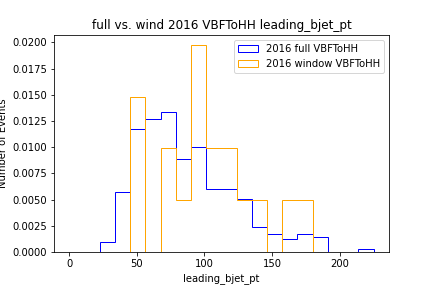 full vs. wind 2016 VBFToHH leading_bjet_pt
2016 full VBFToHH
2016 window VBFToHH
Number of Events
0.0200
0.0175
0.0150
0.0125
0.0100
0.0075
0.0050
0.0025
0.0000
0 50 100 150 200
leading_bjet_pt